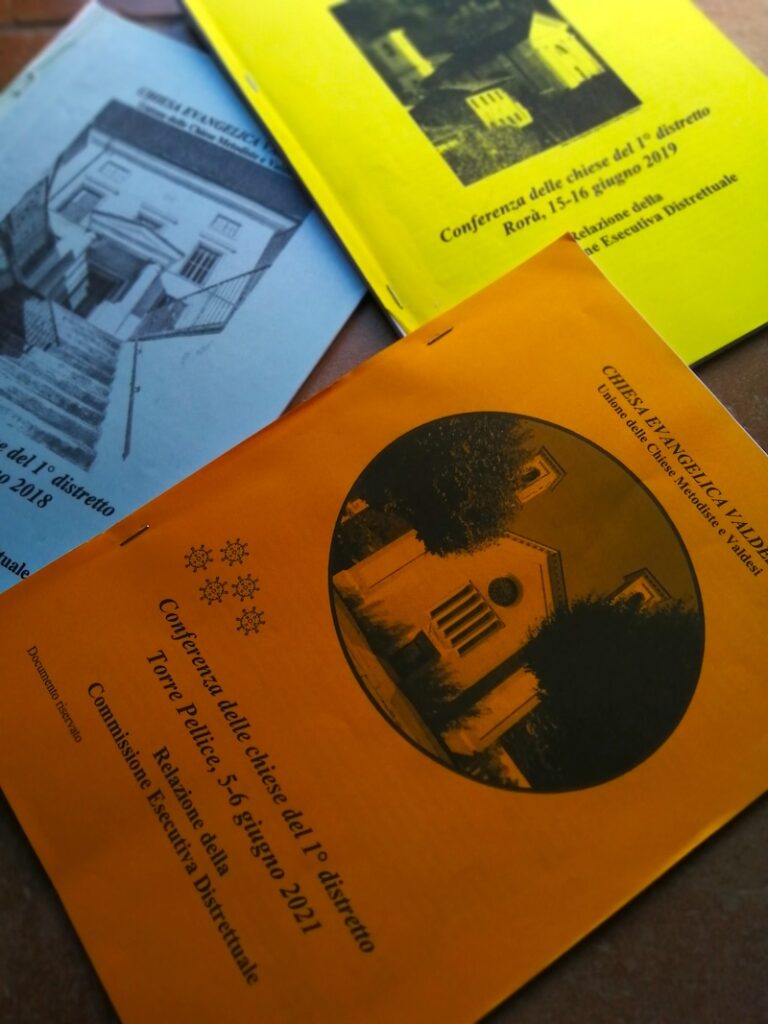 CHIESA EVANGELICA
Unione delle Chiese Metodiste e
e del 1° distretto
2018
Conferenza delle chiese del 1° distretto
Rorà, 15-16 giugno 2019
Relazione della
ne Esecutiva Distrettuale
CHIESA EVANGELICA VALDE
Unione delle Chiese Metodiste e Valdesi
Conferenza delle chiese del 1° distretto
Torre Pellice, 5-6 giugno 2021
Relazione della
Commissione Esecutiva Distrettuale
Documento riservato